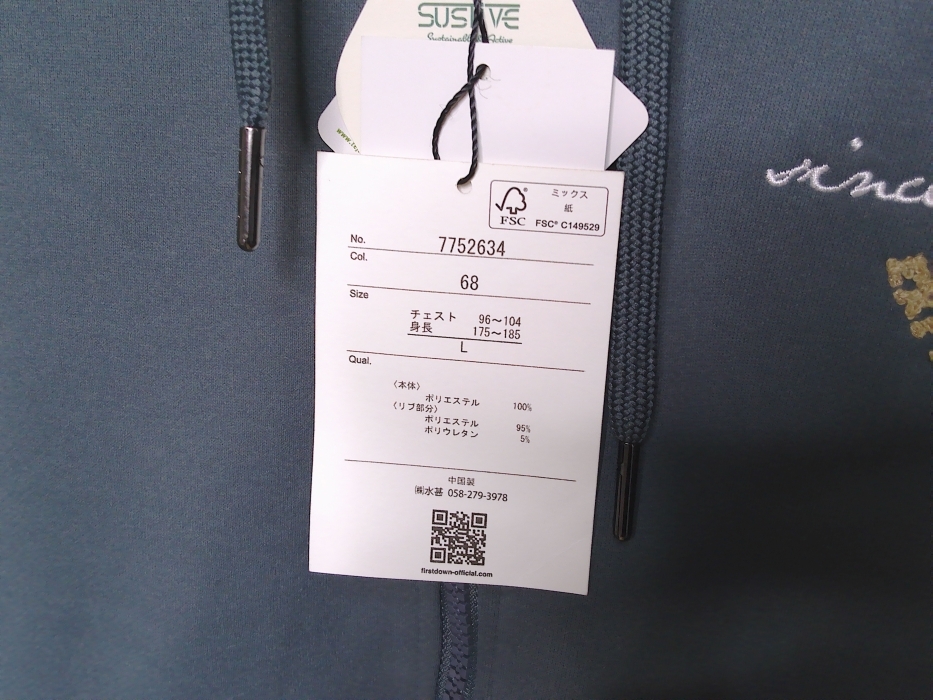 Sustainable & Active
ミックス
紙
FSC
FSC® C149529
No.
7752634
Col.
68
Size
チェスト 96〜104
身長 175〜185
L
Qual.
〈本体〉
ポリエステル 100%
〈リブ部分〉
ポリエステル 95%
ポリウレタン 5%
中国製
㈱水甚 058-279-3978
firstdown-official.com